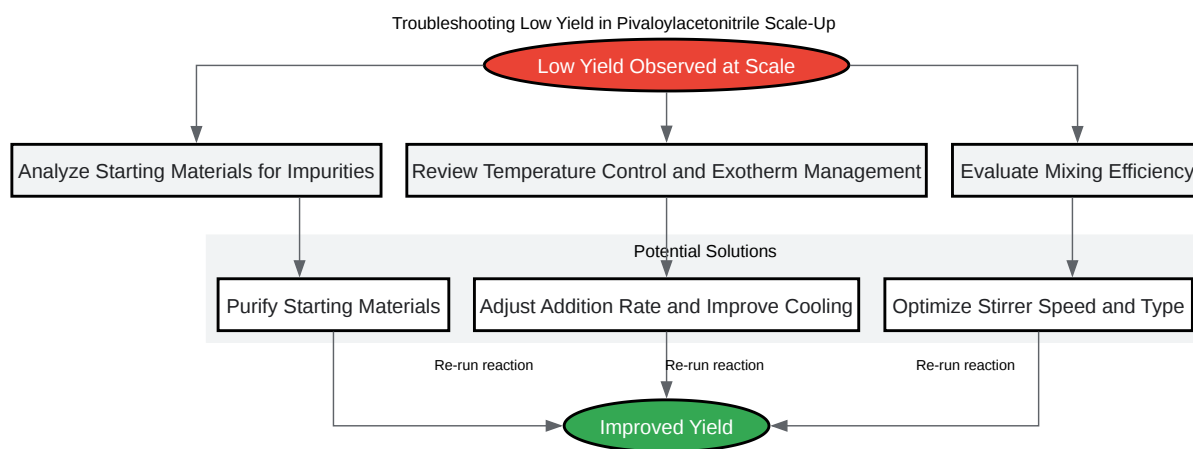 Troubleshooting Low Yield in Pivaloylacetonitrile Scale-Up
Low Yield Observed at Scale
Analyze Starting Materials for Impurities
Review Temperature Control and Exotherm Management
Evaluate Mixing Efficiency
Potential Solutions
Purify Starting Materials
Adjust Addition Rate and Improve Cooling
Optimize Stirrer Speed and Type
Re-run reaction
Re-run reaction
Re-run reaction
Improved Yield